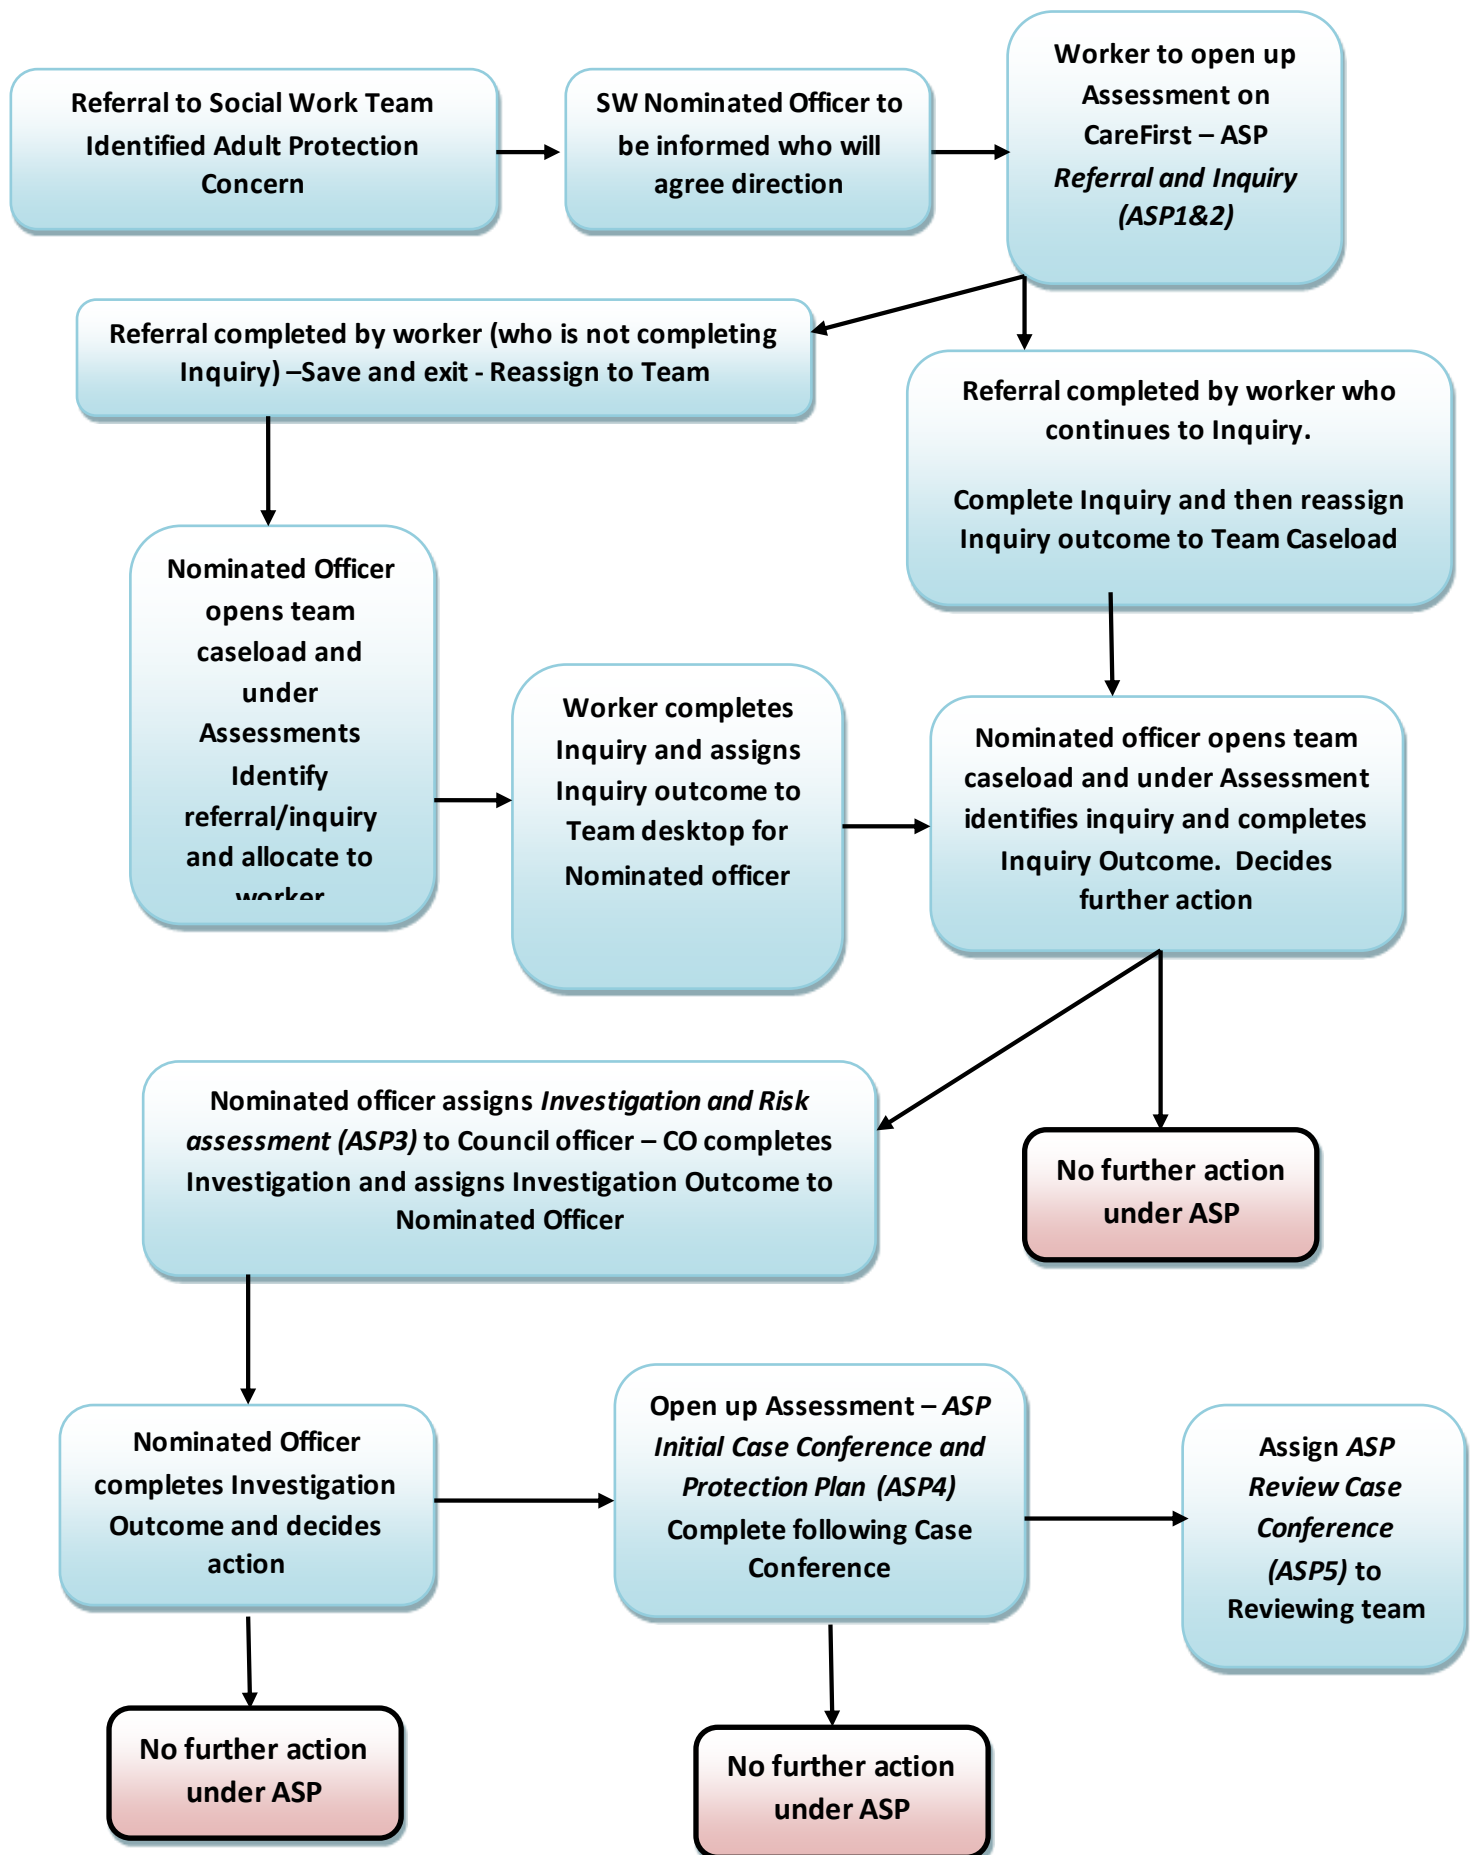 Referral to Social Work Team
Identified Adult Protection
Concern
SW Nominated Officer to
be informed who will
agree direction
Worker to open up
Assessment on
CareFirst – ASP
Referral and Inquiry
(ASP1&2)
Referral completed by worker (who is not completing
Inquiry) –Save and exit - Reassign to Team
Referral completed by worker who
continues to Inquiry.
Complete Inquiry and then reassign
Inquiry outcome to Team Caseload
Nominated Officer
opens team
caseload and
under
Assessments
Identify
referral/inquiry
and allocate to
worker
Worker completes
Inquiry and assigns
Inquiry outcome to
Team desktop for
Nominated officer
Nominated officer opens team
caseload and under Assessment
identifies inquiry and completes
Inquiry Outcome.  Decides
further action
Nominated officer assigns Investigation and Risk
assessment (ASP3) to Council officer – CO completes
Investigation and assigns Investigation Outcome to
Nominated Officer
No further action
under ASP
Nominated Officer
completes Investigation
Outcome and decides
action
Open up Assessment – ASP
Initial Case Conference and
Protection Plan (ASP4)
Complete following Case
Conference
Assign ASP
Review Case
Conference
(ASP5) to
Reviewing team
No further action
under ASP
No further action
under ASP